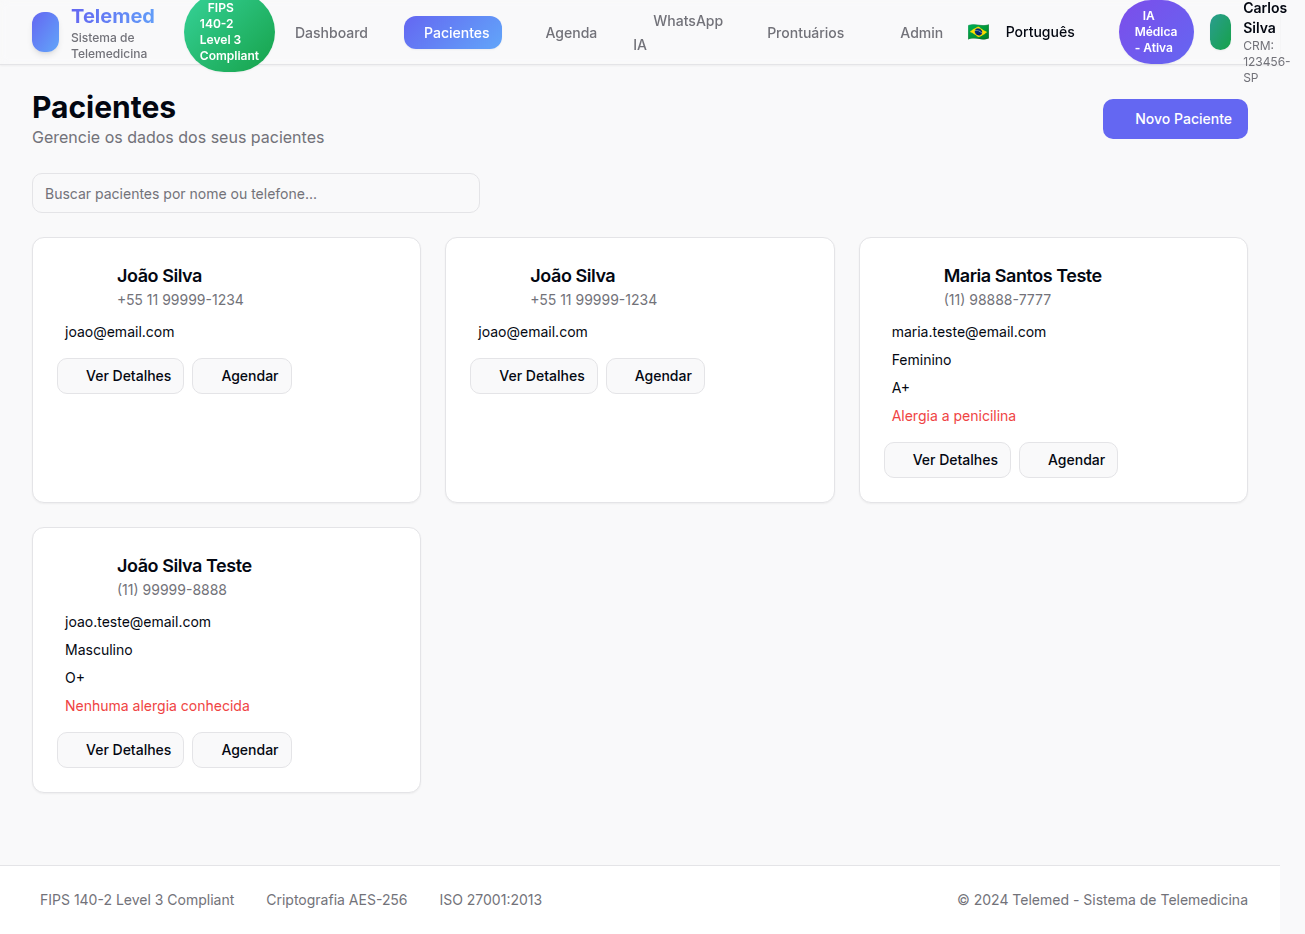 Telemed
Sistema de
Telemedicina
FIPS
140-2
Level 3
Compliant
Dashboard
Pacientes
Agenda
WhatsApp
IA
Prontuários
Admin
Português
IA
Médica
- Ativa
Carlos
Silva
CRM:
123456-
SP
Pacientes
Gerencie os dados dos seus pacientes
Novo Paciente
Buscar pacientes por nome ou telefone...
João Silva
+55 11 99999-1234
joao@email.com
Ver Detalhes
Agendar
João Silva
+55 11 99999-1234
joao@email.com
Ver Detalhes
Agendar
Maria Santos Teste
(11) 98888-7777
maria.teste@email.com
Feminino
A+
Alergia a penicilina
Ver Detalhes
Agendar
João Silva Teste
(11) 99999-8888
joao.teste@email.com
Masculino
O+
Nenhuma alergia conhecida
Ver Detalhes
Agendar
FIPS 140-2 Level 3 Compliant
Criptografia AES-256
ISO 27001:2013
© 2024 Telemed - Sistema de Telemedicina